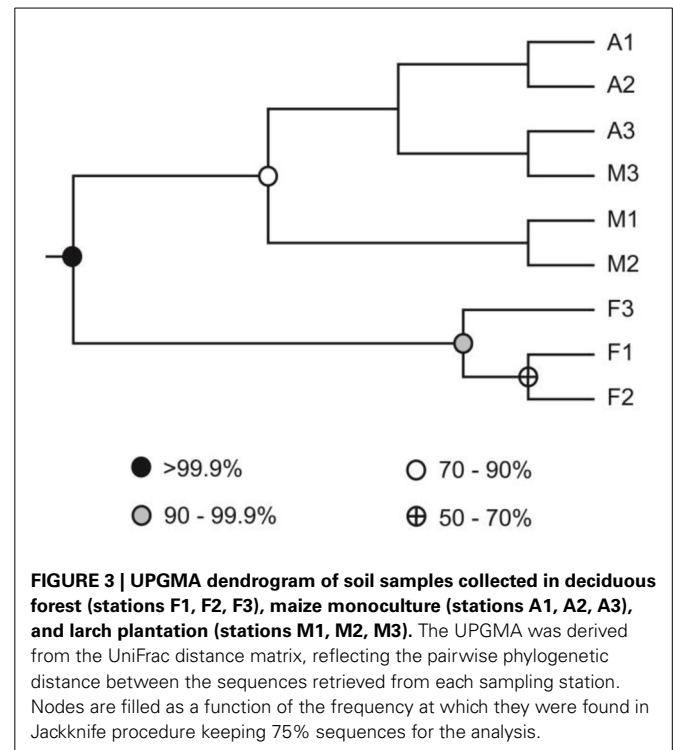 A1
A2
A3
M3
M1
M2
F3
F1
F2
>99.9%
70 - 90%
90 - 99.9%
50 - 70%
FIGURE 3 | UPGMA dendrogram of soil samples collected in deciduous
forest (stations F1, F2, F3), maize monoculture (stations A1, A2, A3),
and larch plantation (stations M1, M2, M3). The UPGMA was derived
from the UniFrac distance matrix, reflecting the pairwise phylogenetic
distance between the sequences retrieved from each sampling station.
Nodes are filled as a function of the frequency at which they were found in
Jackknife procedure keeping 75% sequences for the analysis.